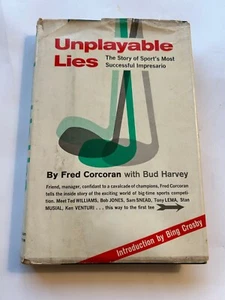 Unplayable
Lies
The Story of Sport's Most
Successful Impresario
By Fred Corcoran with Bud Harvey
Friend, manager, confidant to a cavalcade of champions, Fred Corcoran
tells the inside story of the exciting world of big-time sports competi-
tion. Meet Ted WILLIAMS, Bob JONES, Sam SNEAD, Tony LEMA, Stan
MUSIAL, Ken VENTURI . . . this way to the first tee
Introduction by Bing Crosby